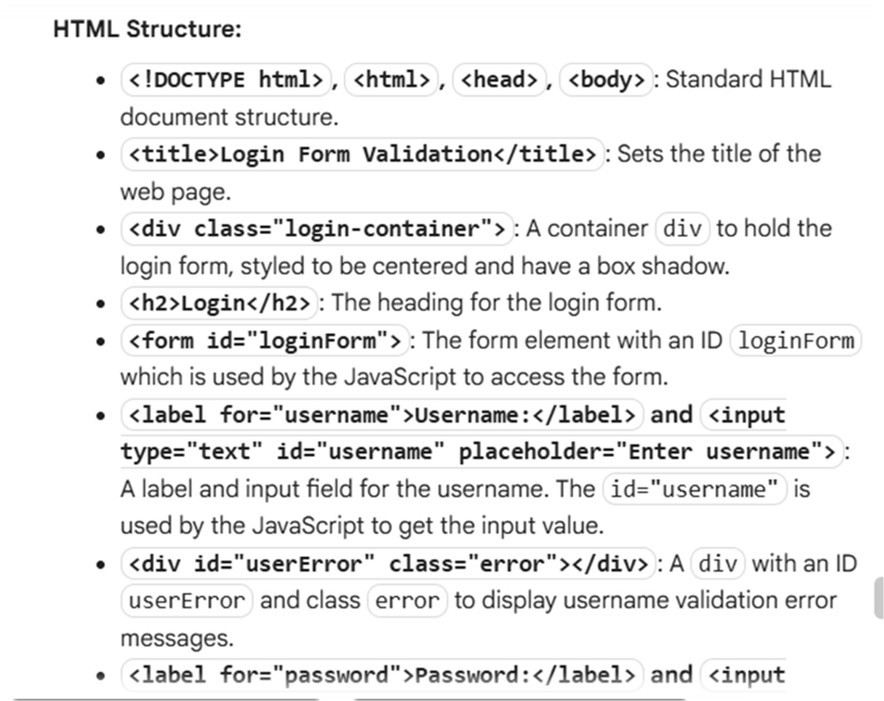 HTML Structure:
• <!DOCTYPE html>, <html>, <head>, <body>: Standard HTML
document structure.
• <title>Login Form Validation</title>: Sets the title of the
web page.
• <div class="login-container">: A container div to hold the
login form, styled to be centered and have a box shadow.
• <h2>Login</h2>: The heading for the login form.
• <form id="loginForm">: The form element with an ID loginForm
which is used by the JavaScript to access the form.
• <label for="username">Username:</label> and <input
type="text" id="username" placeholder="Enter username">:
A label and input field for the username. The id="username" is
used by the JavaScript to get the input value.
• <div id="userError" class="error"></div>: A div with an ID
userError and class error to display username validation error
messages.
• <label for="password">Password:</label> and <input